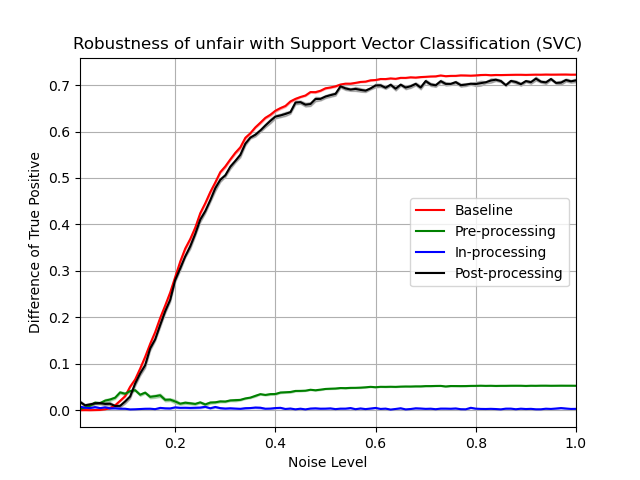 Robustness of unfair with Support Vector Classification (SVC)
Difference of True Positive
0.7
0.6
0.5
0.4
0.3
0.2
0.1
0.0
Baseline
Pre-processing
In-processing
Post-processing
0.2 0.4 0.6 0.8 1.0
Noise Level